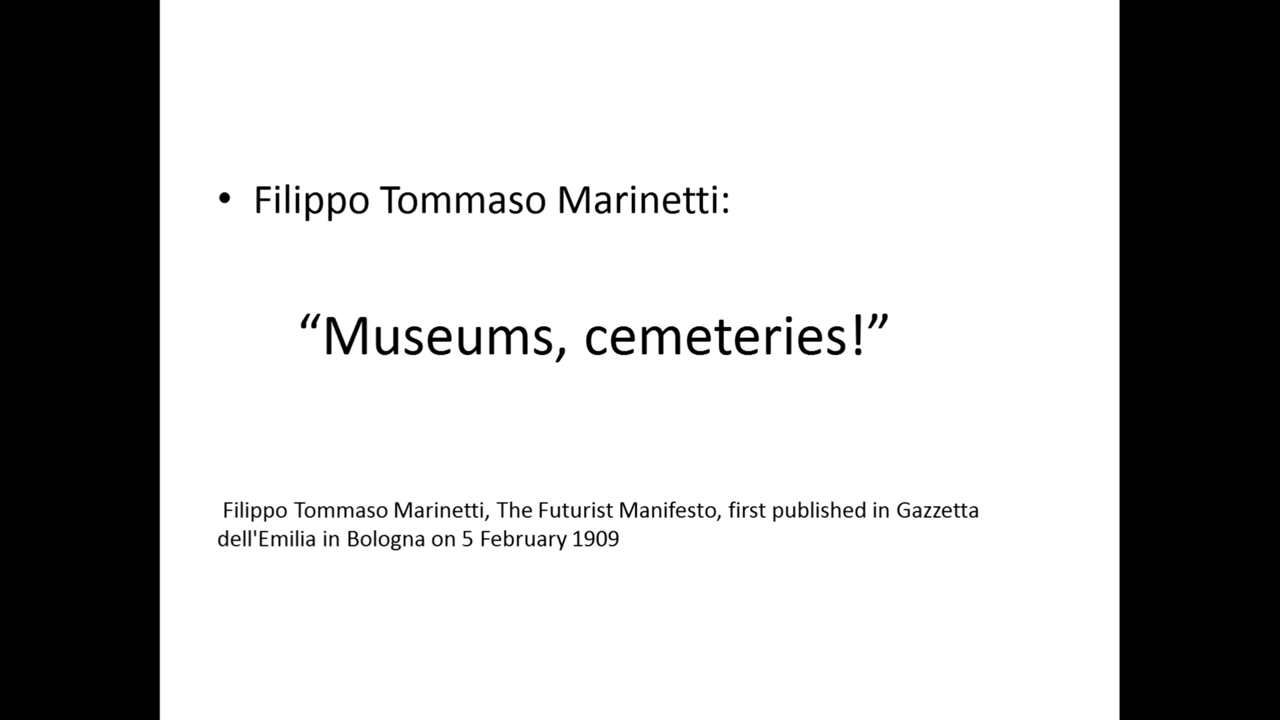 • Filippo Tommaso Marinetti:
“Museums, cemeteries!”
Filippo Tommaso Marinetti, The Futurist Manifesto, first published in Gazzetta
dell'Emilia in Bologna on 5 February 1909